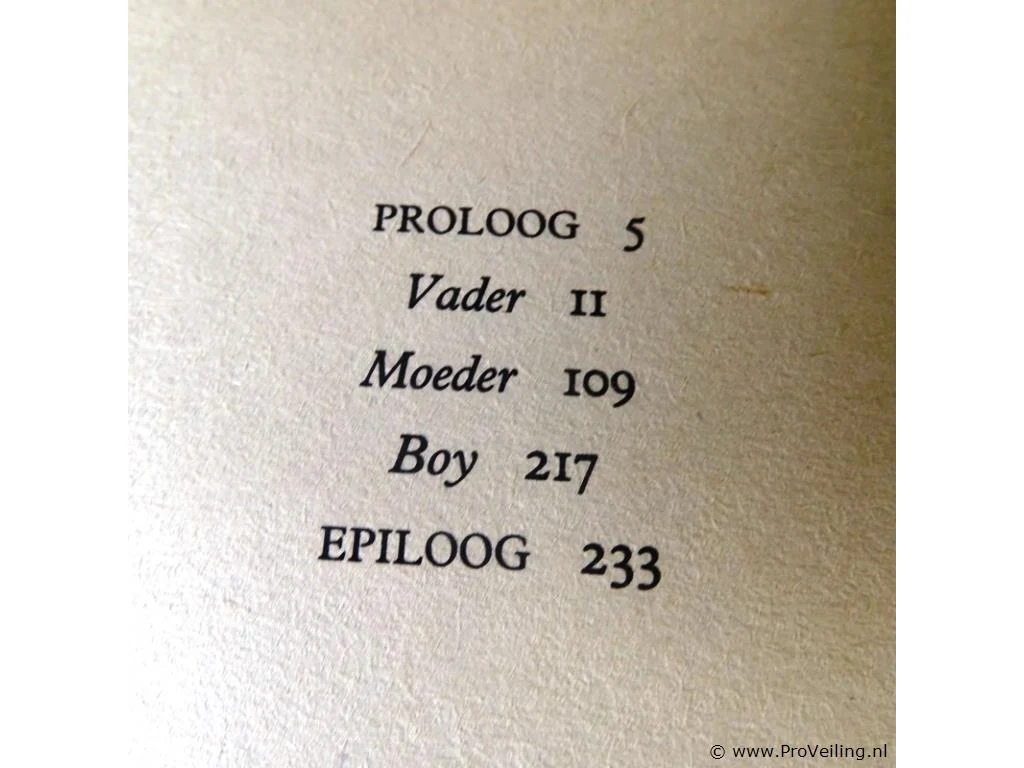 PROLOOG 5
Vader 11
Moeder 109
Boy 217
EPILOOG 233
© www.ProVeiling.nl